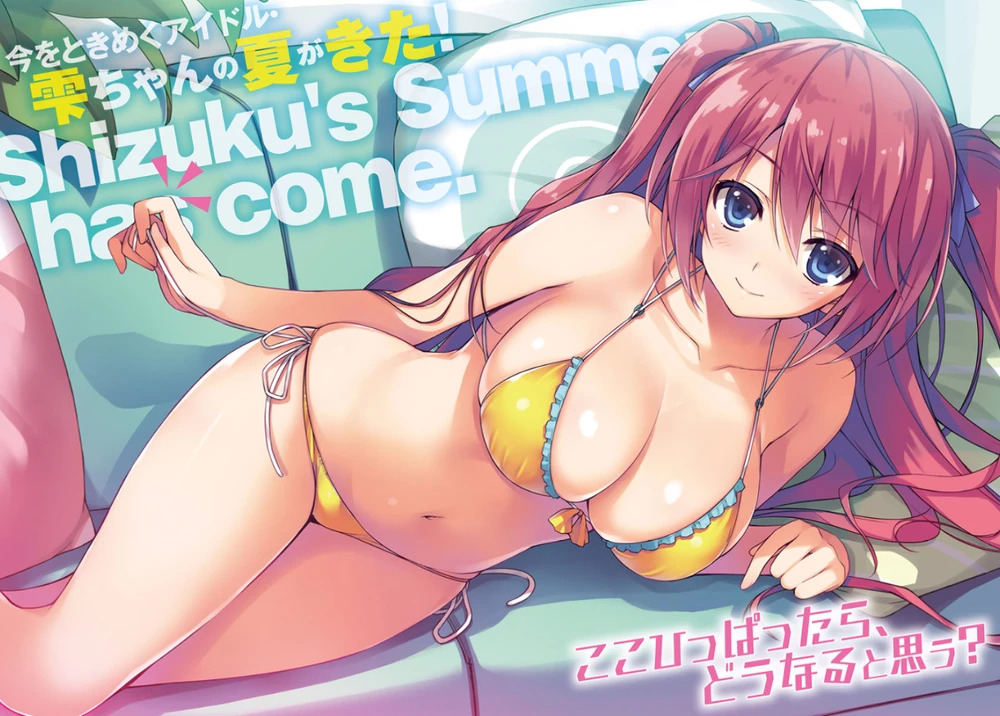 今をときめくアイドル・
雫ちゃんの夏がきた!
Shizuku's Summer
has come.
ここひっぱったら、
どうなると思う?